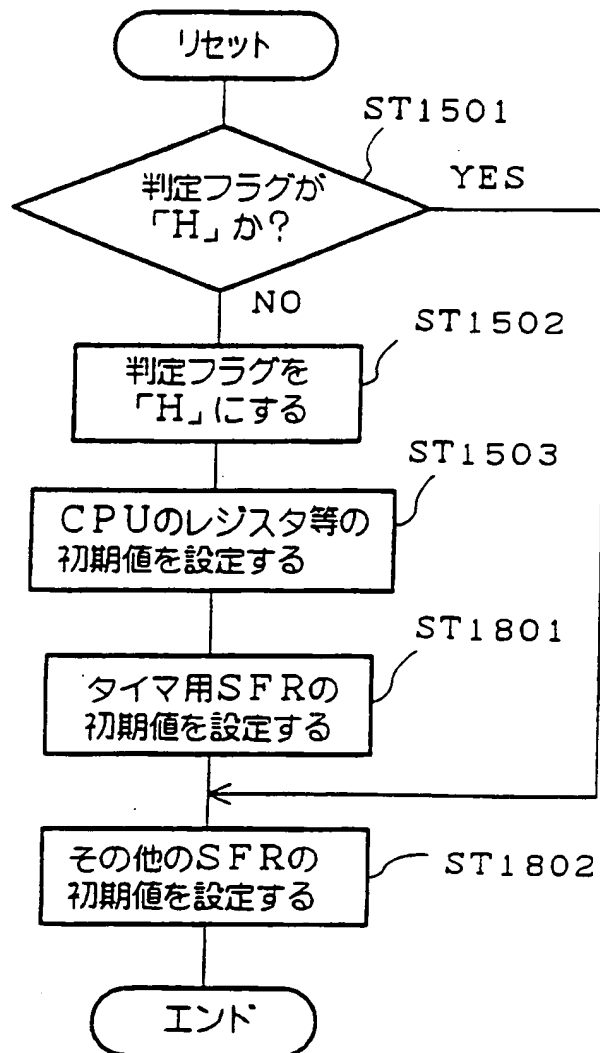 リセット
ST1501
判定フラグが
「H」か?
YES
NO
ST1502
判定フラグを
「H」にする
ST1503
CPUのレジスタ等の
初期値を設定する
ST1801
タイマ用SFRの
初期値を設定する
その他のSFRの
初期値を設定する
ST1802
エンド